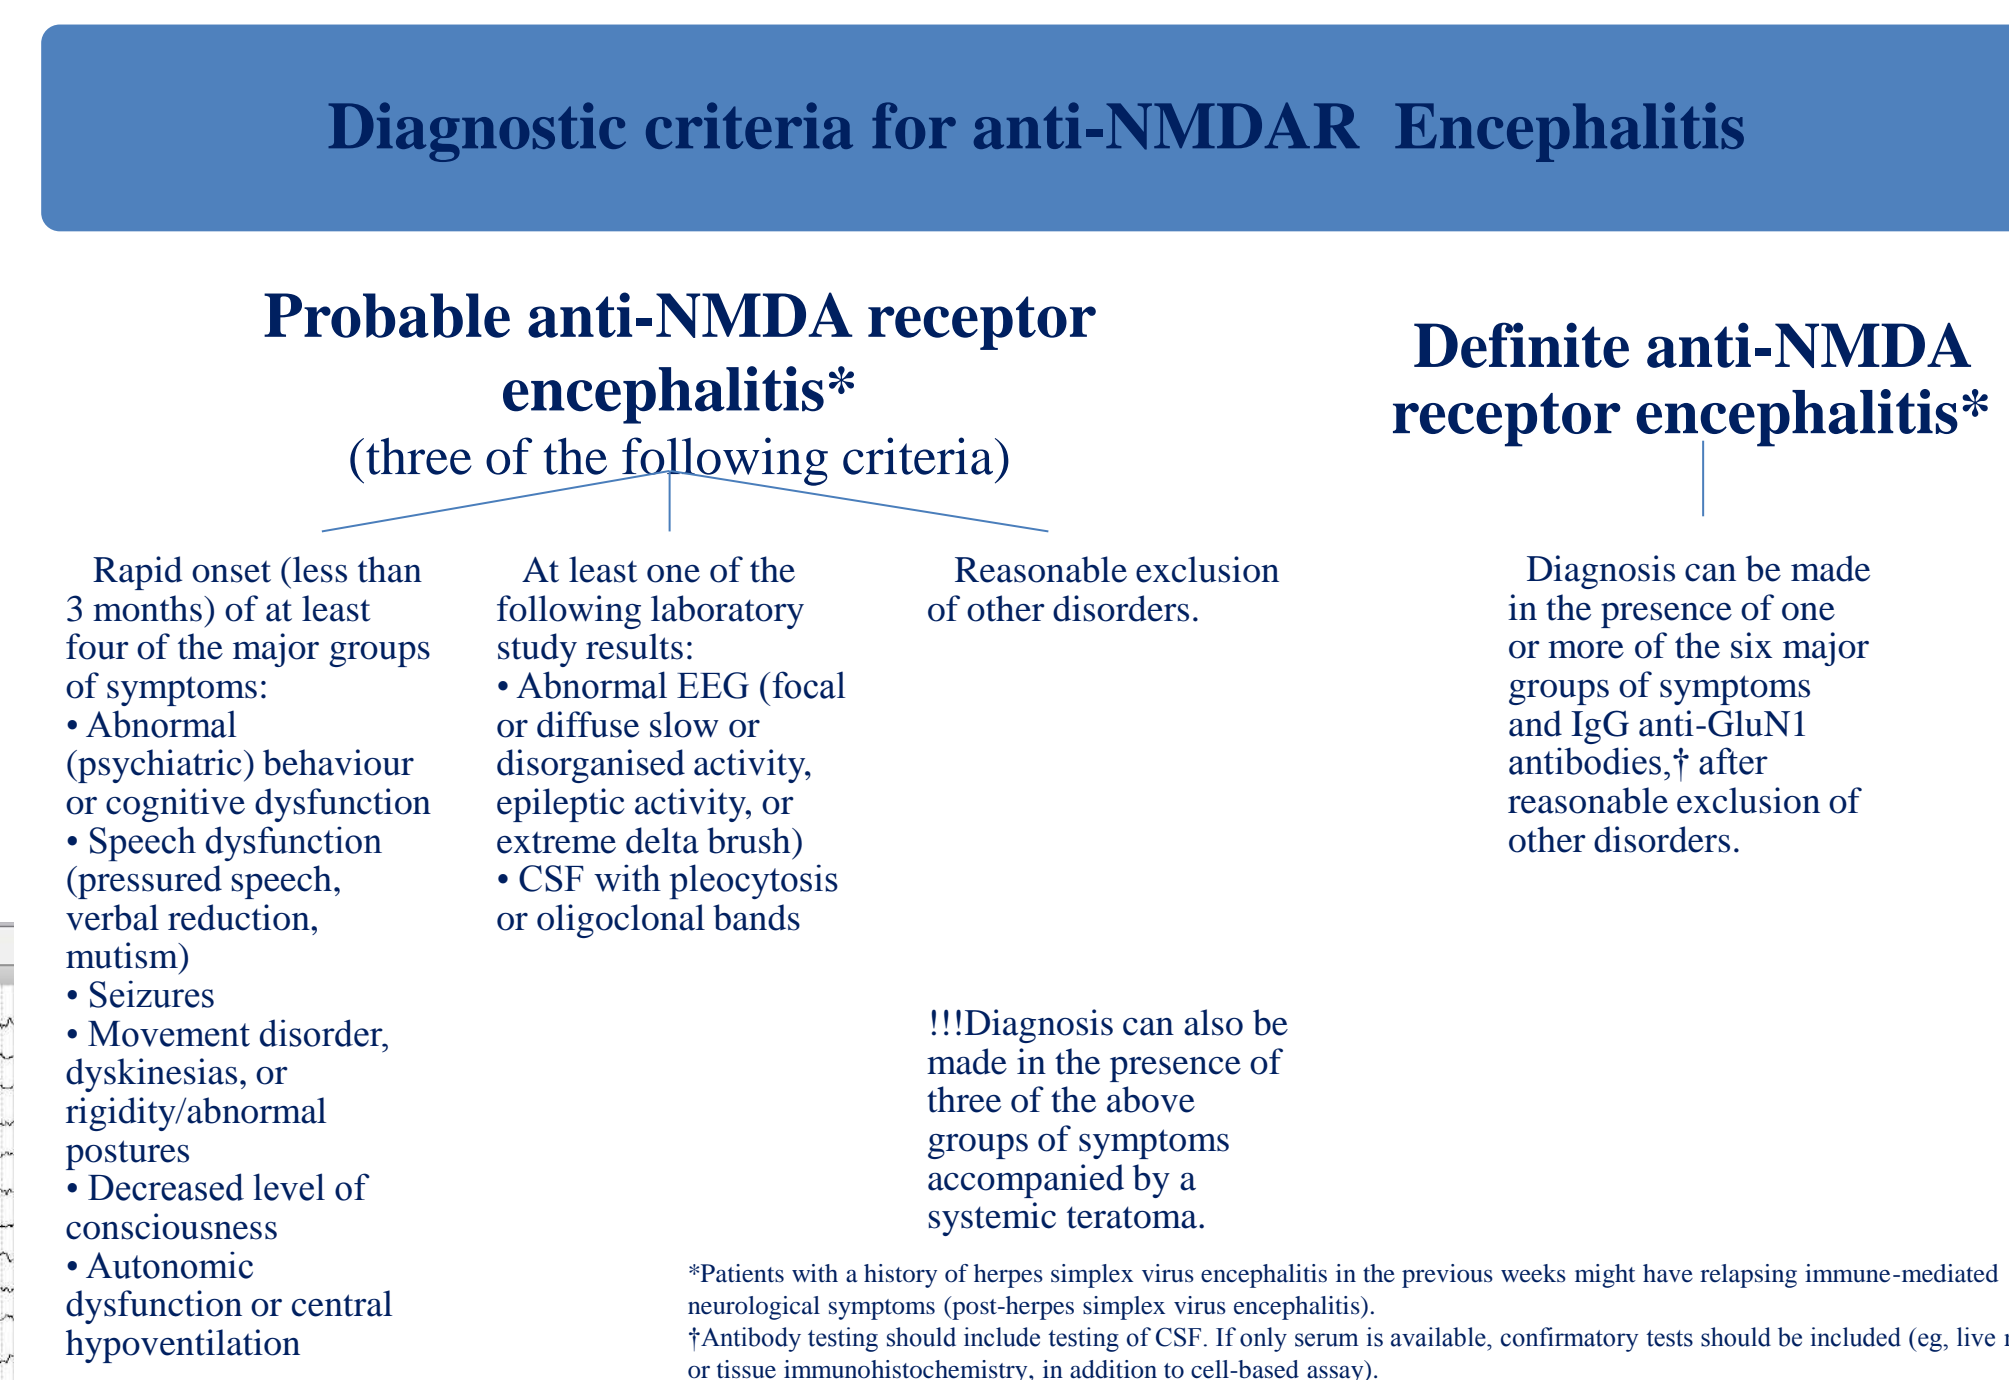 Diagnostic criteria for anti-NMDAR  Encephalitis
Probable anti-NMDA receptor
encephalitis*
(three of the following criteria)
Rapid onset (less than
3 months) of at least
four of the major groups
of symptoms:
• Abnormal
(psychiatric) behaviour
or cognitive dysfunction
• Speech dysfunction
(pressured speech,
verbal reduction,
mutism)
• Seizures
• Movement disorder,
dyskinesias, or
rigidity/abnormal
postures
• Decreased level of
consciousness
• Autonomic
dysfunction or central
hypoventilation
At least one of the
following laboratory
study results:
• Abnormal EEG (focal
or diffuse slow or
disorganised activity,
epileptic activity, or
extreme delta brush)
• CSF with pleocytosis
or oligoclonal bands
Reasonable exclusion
of other disorders.
!!!Diagnosis can also be
made in the presence of
three of the above
groups of symptoms
accompanied by a
systemic teratoma.
Definite anti-NMDA
receptor encephalitis*
Diagnosis can be made
in the presence of one
or more of the six major
groups of symptoms
and IgG anti-GluN1
antibodies,† after
reasonable exclusion of
other disorders.
*Patients with a history of herpes simplex virus encephalitis in the previous weeks might have relapsing immune-mediated
neurological symptoms (post-herpes simplex virus encephalitis).
†Antibody testing should include testing of CSF. If only serum is available, confirmatory tests should be included (eg, live
or tissue immunohistochemistry, in addition to cell-based assay).